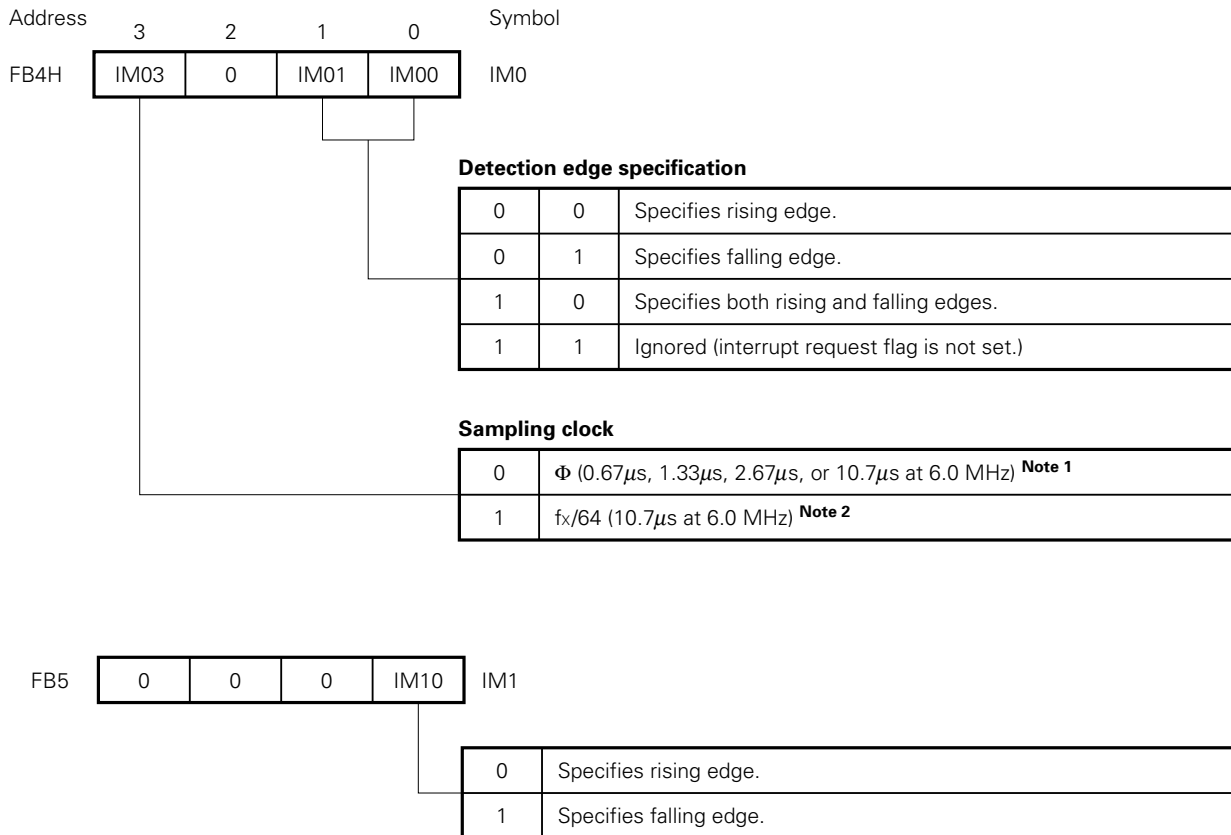 Address 3 2 1 0 Symbol
FB4H IM03 0 IM01 IM00 IM0
Detection edge specification
0 0 Specifies rising edge.
0 1 Specifies falling edge.
1 0 Specifies both rising and falling edges.
1 1 Ignored (interrupt request flag is not set.)
Sampling clock
0 Φ (0.67μs, 1.33μs, 2.67μs, or 10.7μs at 6.0 MHz) Note 1
1 fx/64 (10.7μs at 6.0 MHz) Note 2
FB5 0 0 0 IM10 IM1
0 Specifies rising edge.
1 Specifies falling edge.